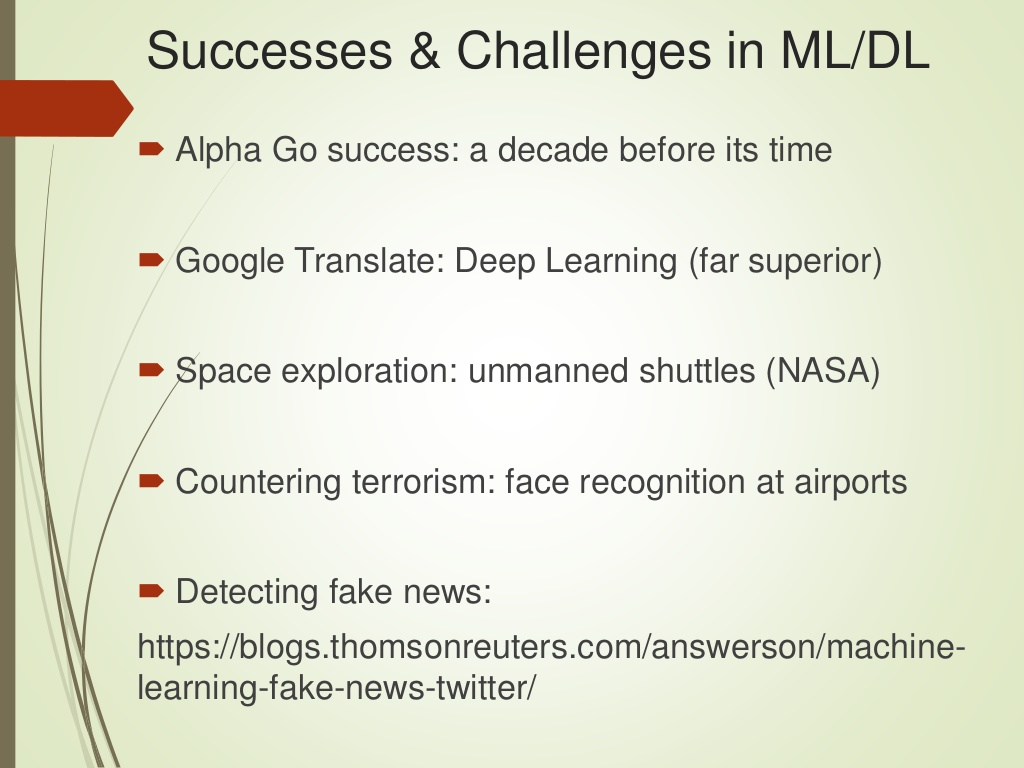 Successes & Challenges in ML/DL
Alpha Go success: a decade before its time
Google Translate: Deep Learning (far superior)
Space exploration: unmanned shuttles (NASA)
Countering terrorism: face recognition at airports
Detecting fake news:
https://blogs.thomsonreuters.com/answerson/machine-
learning-fake-news-twitter/